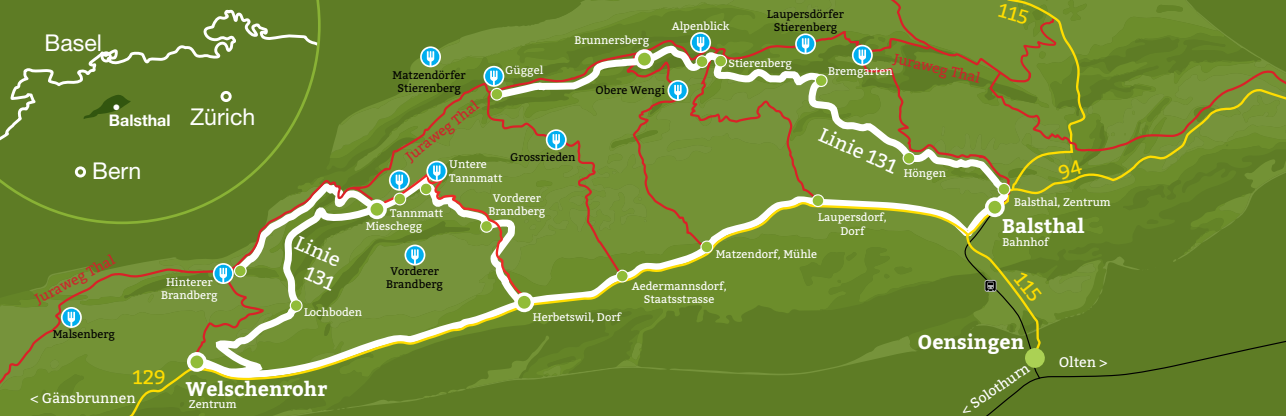 Basel
Zürich
Balsthal
Bern
Matzendörfer
Stierenberg
Güggel
Brunnersberg
Alpenblick
Laupersdörfer
Stierenberg
Stierenberg
Obere Wengi
Bremgarten
Juraweg Thal
115
Juraweg Thal
Grossrieden
Linie 131
Höngen
94
Untere
Tannmatt
Tannmatt
Mieschegg
Vorderer
Brandberg
Balsthal, Zentrum
Balsthal
Bahnhof
Laupersdorf,
Dorf
Linie
131
Vorderer
Brandberg
Matzendorf, Mühle
Juraweg Thal
Hinterer
Brandberg
Aedermannsdorf,
Staatsstrasse
115
Lochboden
Herbetswil, Dorf
Malsenberg
Oensingen
Olten >
129
Welschenrohr
Zentrum
< Gänsbrunnen
< Solothurn